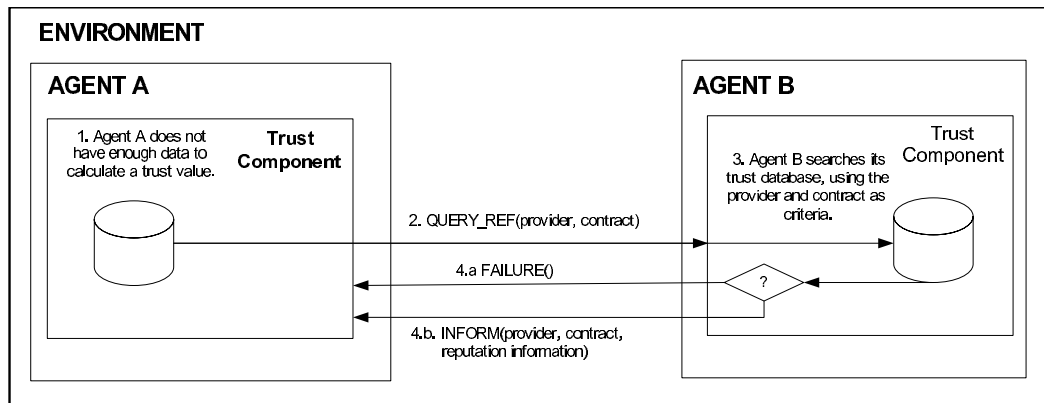 ENVIRONMENT
AGENT A
1. Agent A does not
have enough data to
calculate a trust value.
Trust
Component
2. QUERY_REF(provider, contract)
4.a FAILURE()
4.b. INFORM(provider, contract,
reputation information)
AGENT B
Trust
Component
3. Agent B searches its
trust database, using the
provider and contract as
criteria.
?